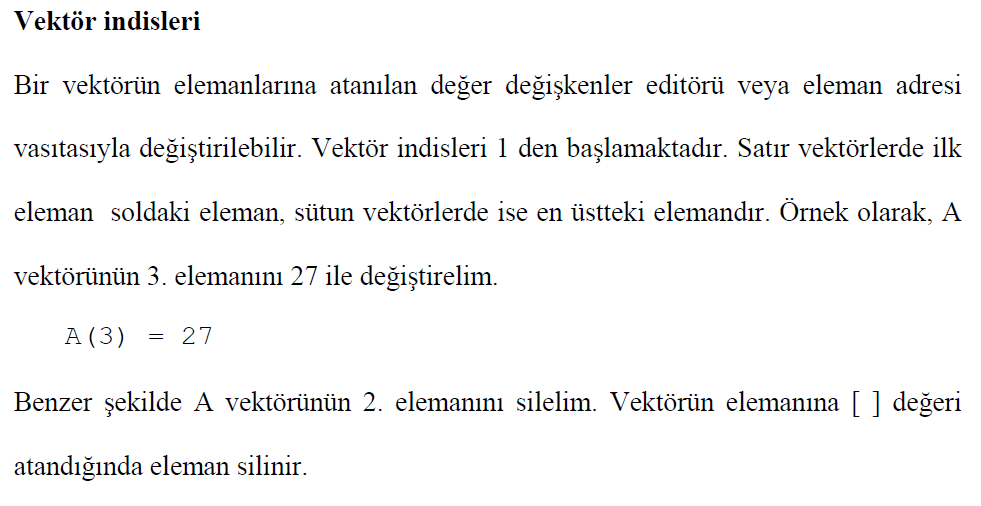 Vektör indisleri
Bir vektörün elemanlarına atanılan değer değişkenler editörü veya eleman adresi
vasıtasıyla değiştirilebilir. Vektör indisleri 1 den başlamaktadır. Satır vektörlerde ilk
eleman  soldaki eleman, sütun vektörlerde ise en üstteki elemandır. Örnek olarak, A
vektörünün 3. elemanını 27 ile değiştirelim.
A(3) = 27
Benzer şekilde A vektörünün 2. elemanını silelim. Vektörün elemanına [ ] değeri
atandığında eleman silinir.